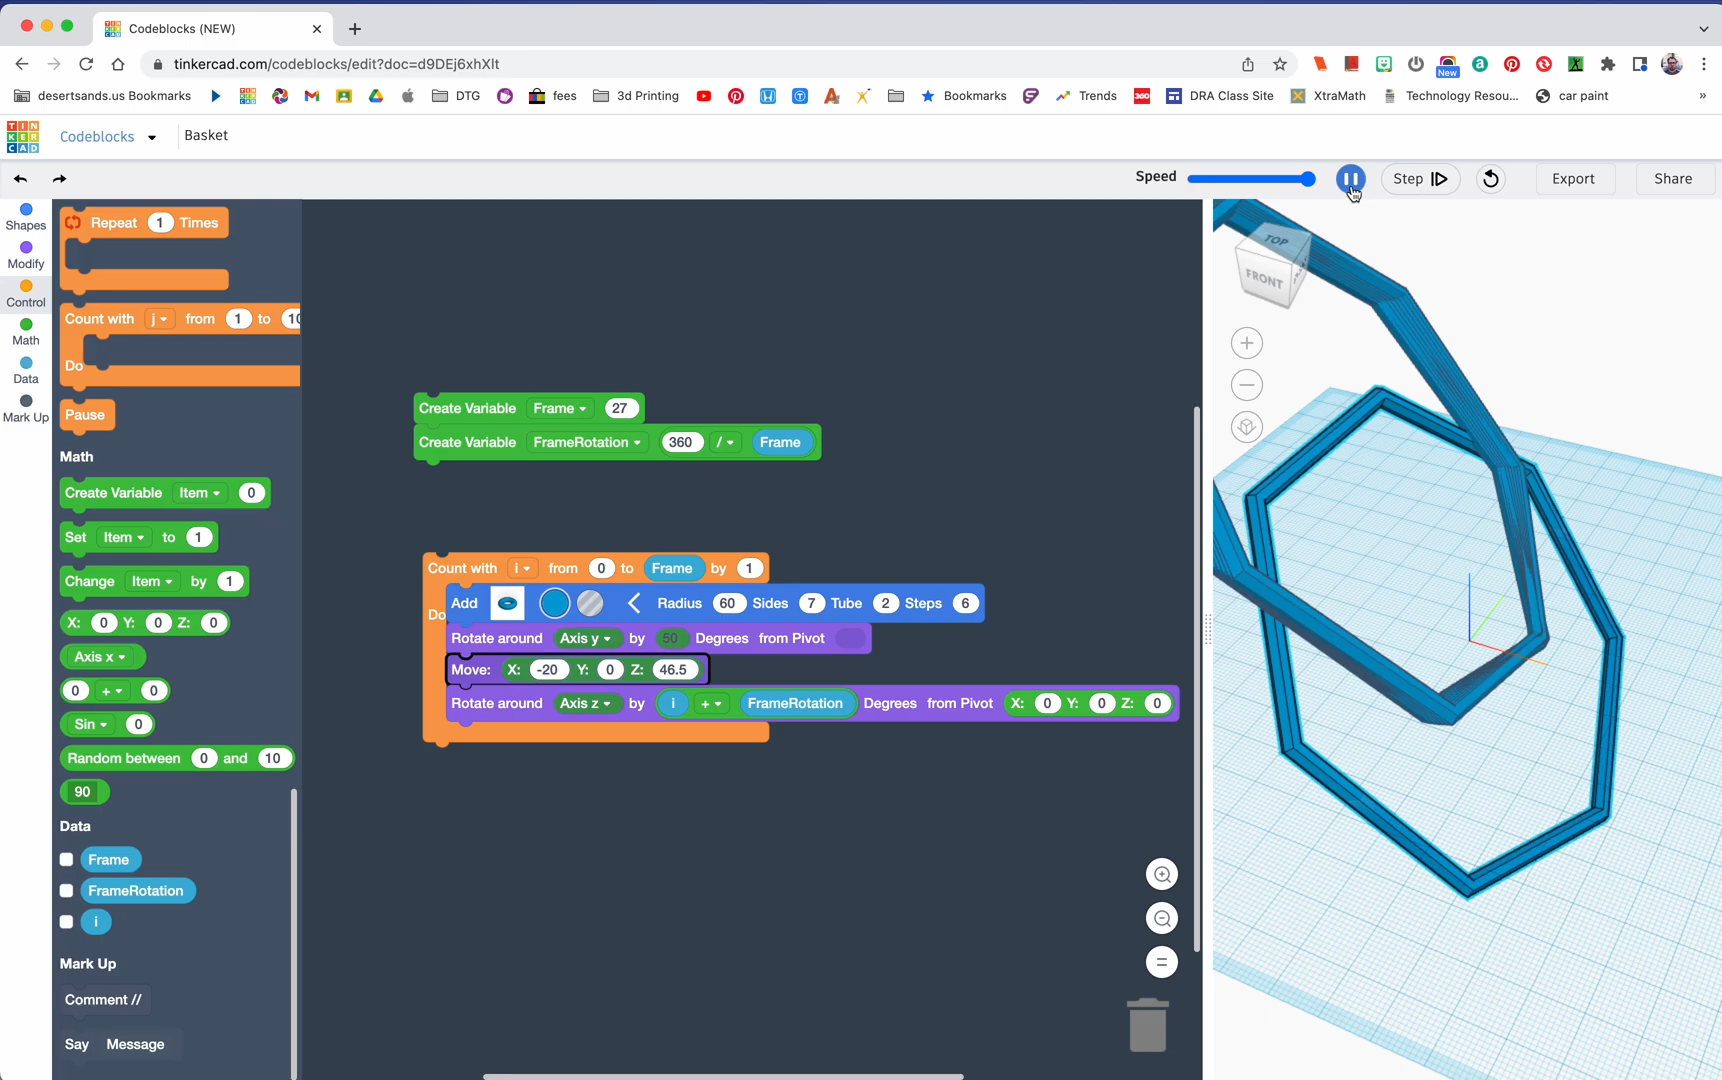 Codeblocks (NEW)
tinkercad.com/codeblocks/edit?doc=d9DEj6xhXlt
New
desertsands.us Bookmarks
DTG
fees
3d Printing
Bookmarks
Trends
DRA Class Site
XtraMath
Technology Resou...
car paint
»
TIN
KER
CAD
Codeblocks
Basket
Speed
Step
Export
Share
Shapes
Modify
Control
Math
Data
Mark Up
Repeat 1 Times
Count with j from 1 to 10
Do
Pause
Math
Create Variable Item 0
Set Item to 1
Change Item by 1
X: 0 Y: 0 Z: 0
Axis x
0 + 0
Sin 0
Random between 0 and 10
90
Data
Frame
FrameRotation
i
Mark Up
Comment //
Say Message
Create Variable Frame 27
Create Variable FrameRotation 360 / Frame
Count with i from 0 to Frame by 1
Do
Add Radius 60 Sides 7 Tube 2 Steps 6
Rotate around Axis y by 50 Degrees from Pivot
Move: X: -20 Y: 0 Z: 46.5
Rotate around Axis z by i + FrameRotation Degrees from Pivot X: 0 Y: 0 Z: 0
TOP
FRONT